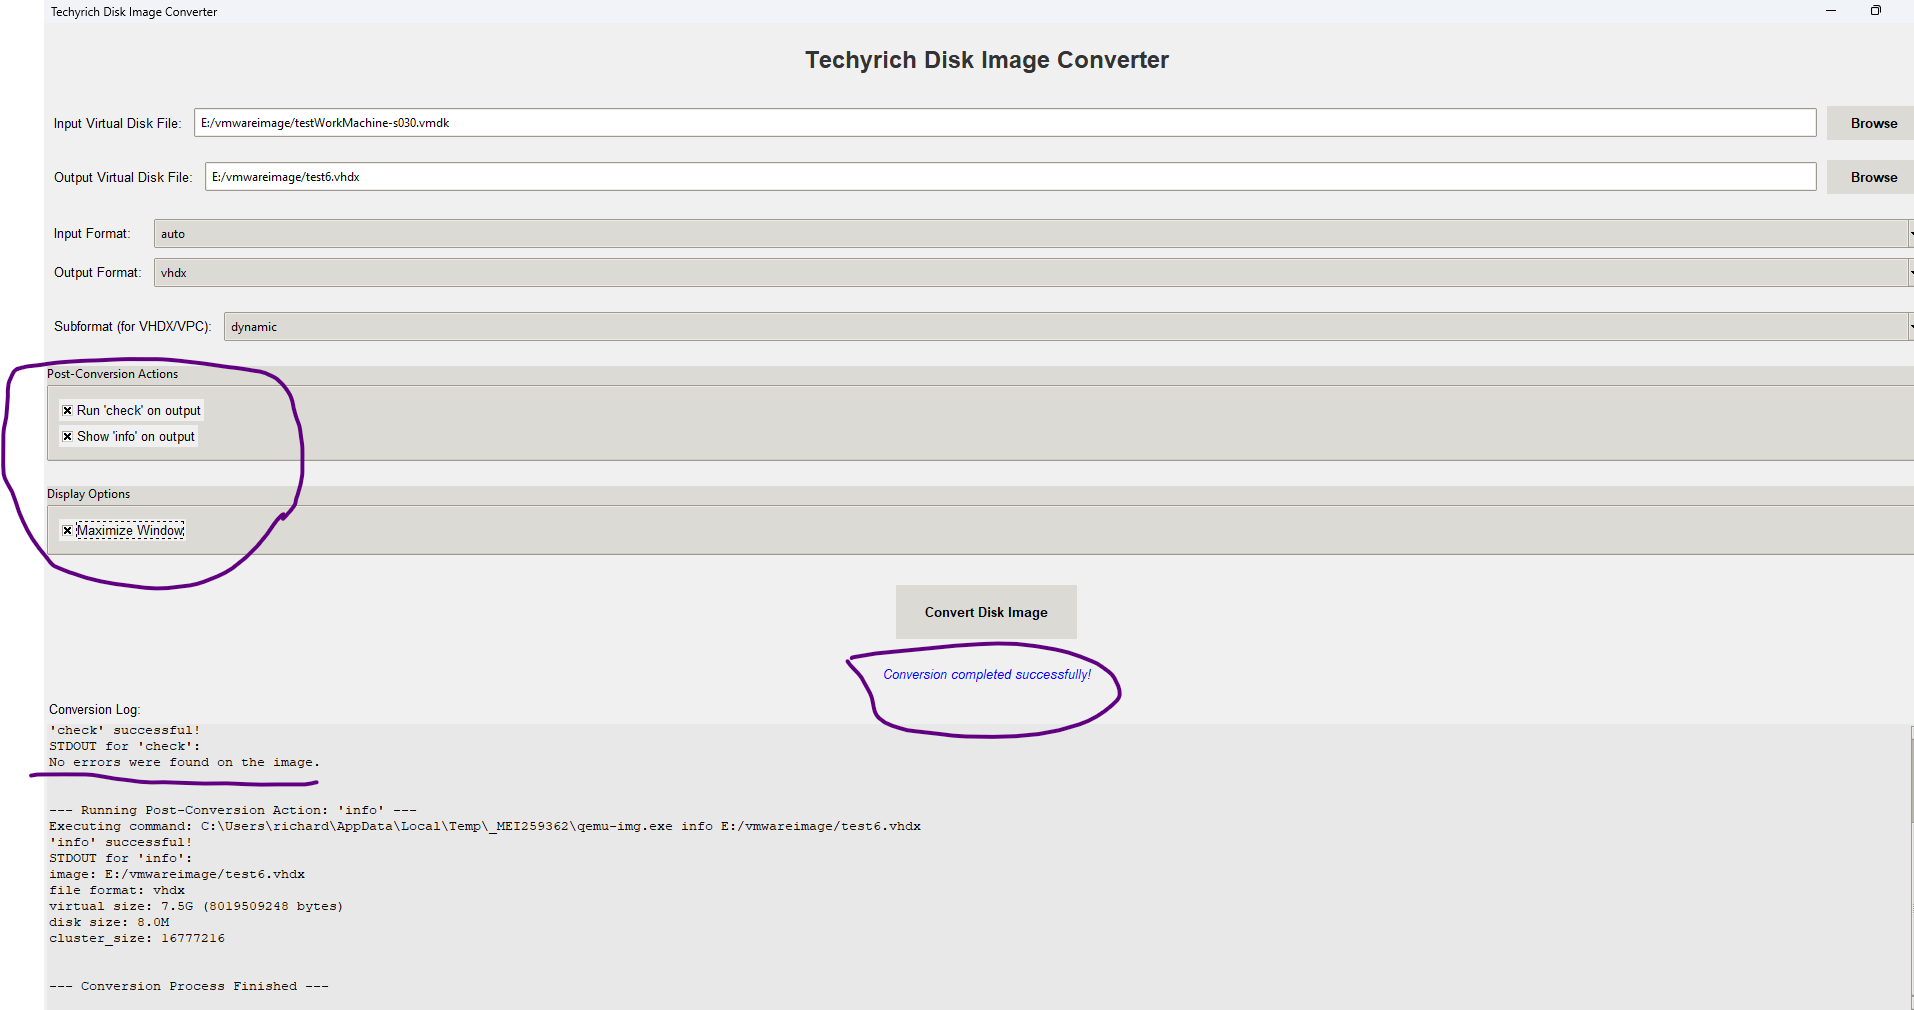 Techyrich Disk Image Converter
Techyrich Disk Image Converter
Input Virtual Disk File: E:/vmwareimage/testWorkMachine-s030.vmdk Browse
Output Virtual Disk File: E:/vmwareimage/test6.vhdx Browse
Input Format: auto
Output Format: vhdx
Subformat (for VHDX/VPC): dynamic
Post-Conversion Actions
Run 'check' on output
Show 'info' on output
Display Options
Maximize Window
Convert Disk Image
Conversion completed successfully!
Conversion Log:
'check' successful!
STDOUT for 'check':
No errors were found on the image.
--- Running Post-Conversion Action: 'info' ---
Executing command: C:\Users\richard\AppData\Local\Temp\_MEI259362\qemu-img.exe info E:/vmwareimage/test6.vhdx
'info' successful!
STDOUT for 'info':
image: E:/vmwareimage/test6.vhdx
file format: vhdx
virtual size: 7.5G (8019509248 bytes)
disk size: 8.0M
cluster_size: 16777216
--- Conversion Process Finished ---